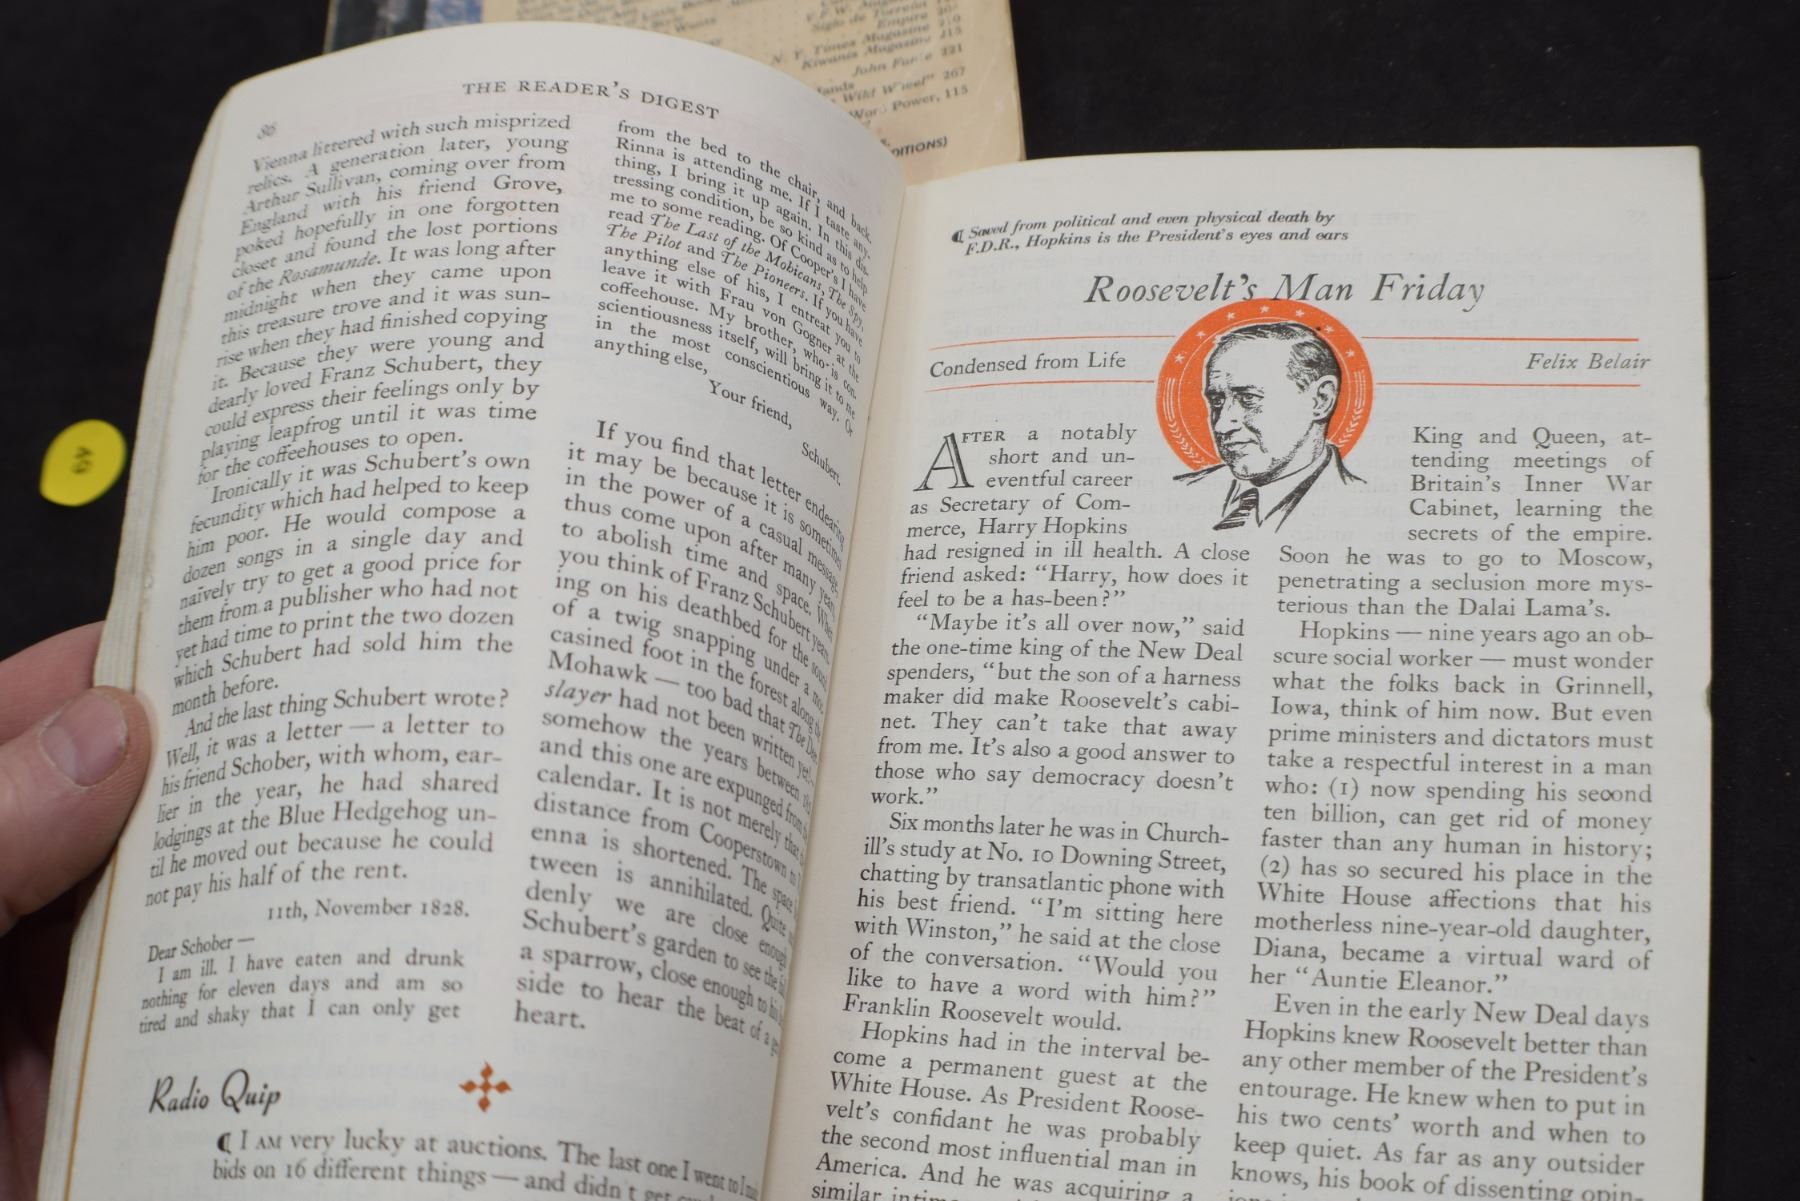 THE READER'S DIGEST
86
Vienna littered with such misprized
relics. A generation later, young
Arthur Sullivan, coming over from
England with his friend Grove,
poked hopefully in one forgotten
closet and found the lost portions
of the Rosamunde. It was long after
midnight when they came upon
this treasure trove and it was sun-
rise when they had finished copying
it. Because they were young and
dearly loved Franz Schubert, they
could express their feelings only by
playing leapfrog until it was time
for the coffeehouses to open.
Ironically it was Schubert's own
fecundity which had helped to keep
him poor. He would compose a
dozen songs in a single day and
naïvely try to get a good price for
them from a publisher who had not
yet had time to print the two dozen
which Schubert had sold him the
month before.
And the last thing Schubert wrote?
Well, it was a letter — a letter to
his friend Schober, with whom, ear-
lier in the year, he had shared
lodgings at the Blue Hedgehog un-
til he moved out because he could
not pay his half of the rent.
11th, November 1828.
Dear Schober —
I am ill. I have eaten and drunk
nothing for eleven days and am so
tired and shaky that I can only get
from the bed to the chair, and back.
Rinna is attending me. If I taste any-
thing, I bring it up again. In this dis-
tressing condition, be so kind as to help
me to some reading. Of Cooper's I have
read The Last of the Mohicans, The Spy,
The Pilot and The Pioneers. If you have
anything else of his, I entreat you to
leave it with Frau von Gogner at the
coffeehouse. My brother, who is con-
scientiousness itself, will bring it to me
in the most conscientious way. Or
anything else,
Your friend,
Schubert.
If you find that letter endearing
it may be because it is sometimes
in the power of a casual message,
thus come upon after many years,
to abolish time and space. When
you think of Franz Schubert
ing on his deathbed for the sound
of a twig snapping under a moc-
casined foot in the forest along the
Mohawk — too bad that The Deer-
slayer had not been written yet! —
somehow the years between
and this one are expunged from the
calendar. It is not merely that the
distance from Cooperstown to Vi-
enna is shortened. The space
tween is annihilated. Quite
denly we are close enough
Schubert's garden to see the
a sparrow, close enough to his
side to hear the beat of a
heart.
Radio Quip
¶ I AM very lucky at auctions. The last one I went to I
bids on 16 different things — and didn't get
N. Y. Times Magazine 210
Kiwanis Magazine 215
John 221
Wild Wheel" 267
Word Power, 115
DITIONS)
49
¶ Saved from political and even physical death by
F.D.R., Hopkins is the President's eyes and ears
Roosevelt's Man Friday
Condensed from Life
Felix Belair
AFTER a notably
short and un-
eventful career
as Secretary of Com-
merce, Harry Hopkins
had resigned in ill health. A close
friend asked: "Harry, how does it
feel to be a has-been?"
"Maybe it's all over now," said
the one-time king of the New Deal
spenders, "but the son of a harness
maker did make Roosevelt's cabi-
net. They can't take that away
from me. It's also a good answer to
those who say democracy doesn't
work."
Six months later he was in Church-
ill's study at No. 10 Downing Street,
chatting by transatlantic phone with
his best friend. "I'm sitting here
with Winston," he said at the close
of the conversation. "Would you
like to have a word with him?"
Franklin Roosevelt would.
Hopkins had in the interval be-
come a permanent guest at the
White House. As President Roose-
velt's confidant he was probably
the second most influential man in
America. And he was acquiring a
similar
King and Queen, at-
tending meetings of
Britain's Inner War
Cabinet, learning the
secrets of the empire.
Soon he was to go to Moscow,
penetrating a seclusion more mys-
terious than the Dalai Lama's.
Hopkins — nine years ago an ob-
scure social worker — must wonder
what the folks back in Grinnell,
Iowa, think of him now. But even
prime ministers and dictators must
take a respectful interest in a man
who: (1) now spending his second
ten billion, can get rid of money
faster than any human in history;
(2) has so secured his place in the
White House affections that his
motherless nine-year-old daughter,
Diana, became a virtual ward of
her "Auntie Eleanor."
Even in the early New Deal days
Hopkins knew Roosevelt better than
any other member of the President's
entourage. He knew when to put in
his two cents' worth and when to
keep quiet. As far as any outsider
knows, his book of dissenting opin-